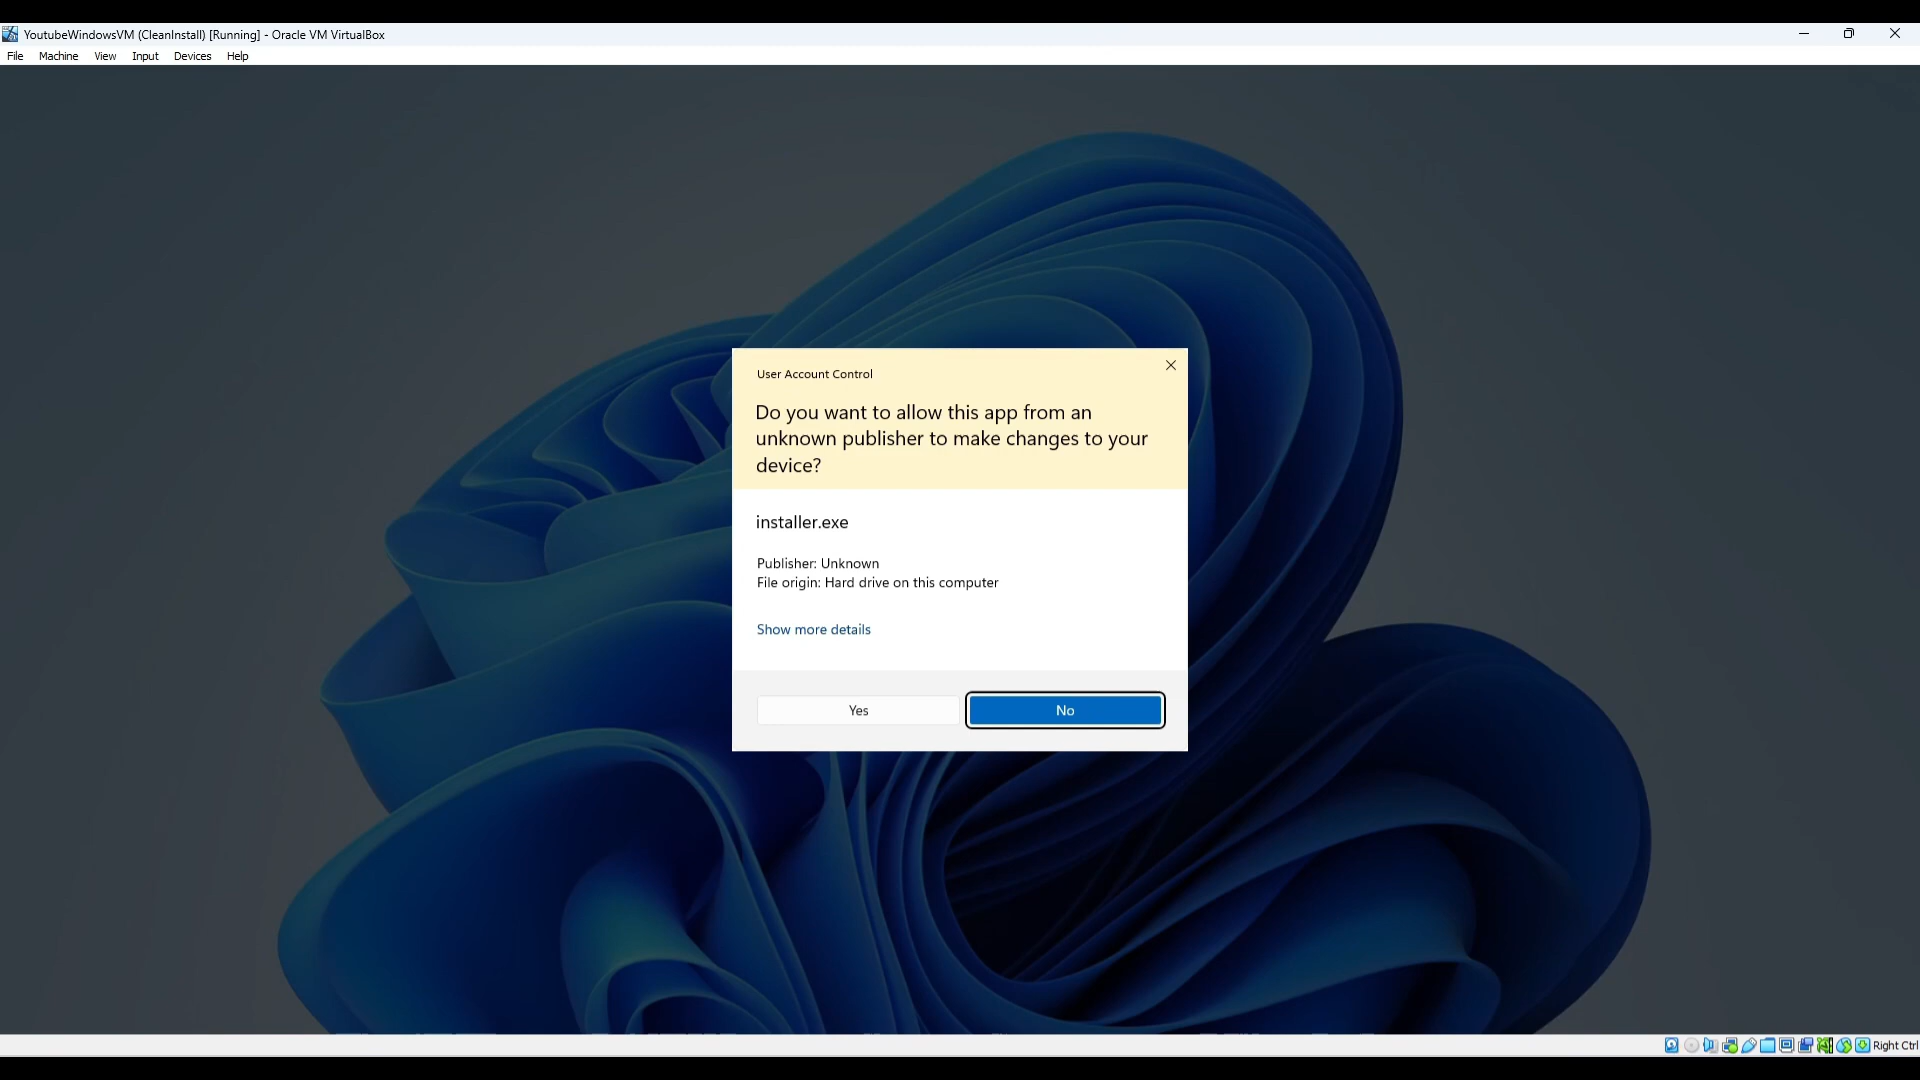 YoutubeWindowsVM (CleanInstall) [Running] - Oracle VM VirtualBox
File Machine View Input Devices Help
User Account Control
Do you want to allow this app from an
unknown publisher to make changes to your
device?
installer.exe
Publisher: Unknown
File origin: Hard drive on this computer
Show more details
Yes No
Right Ctrl